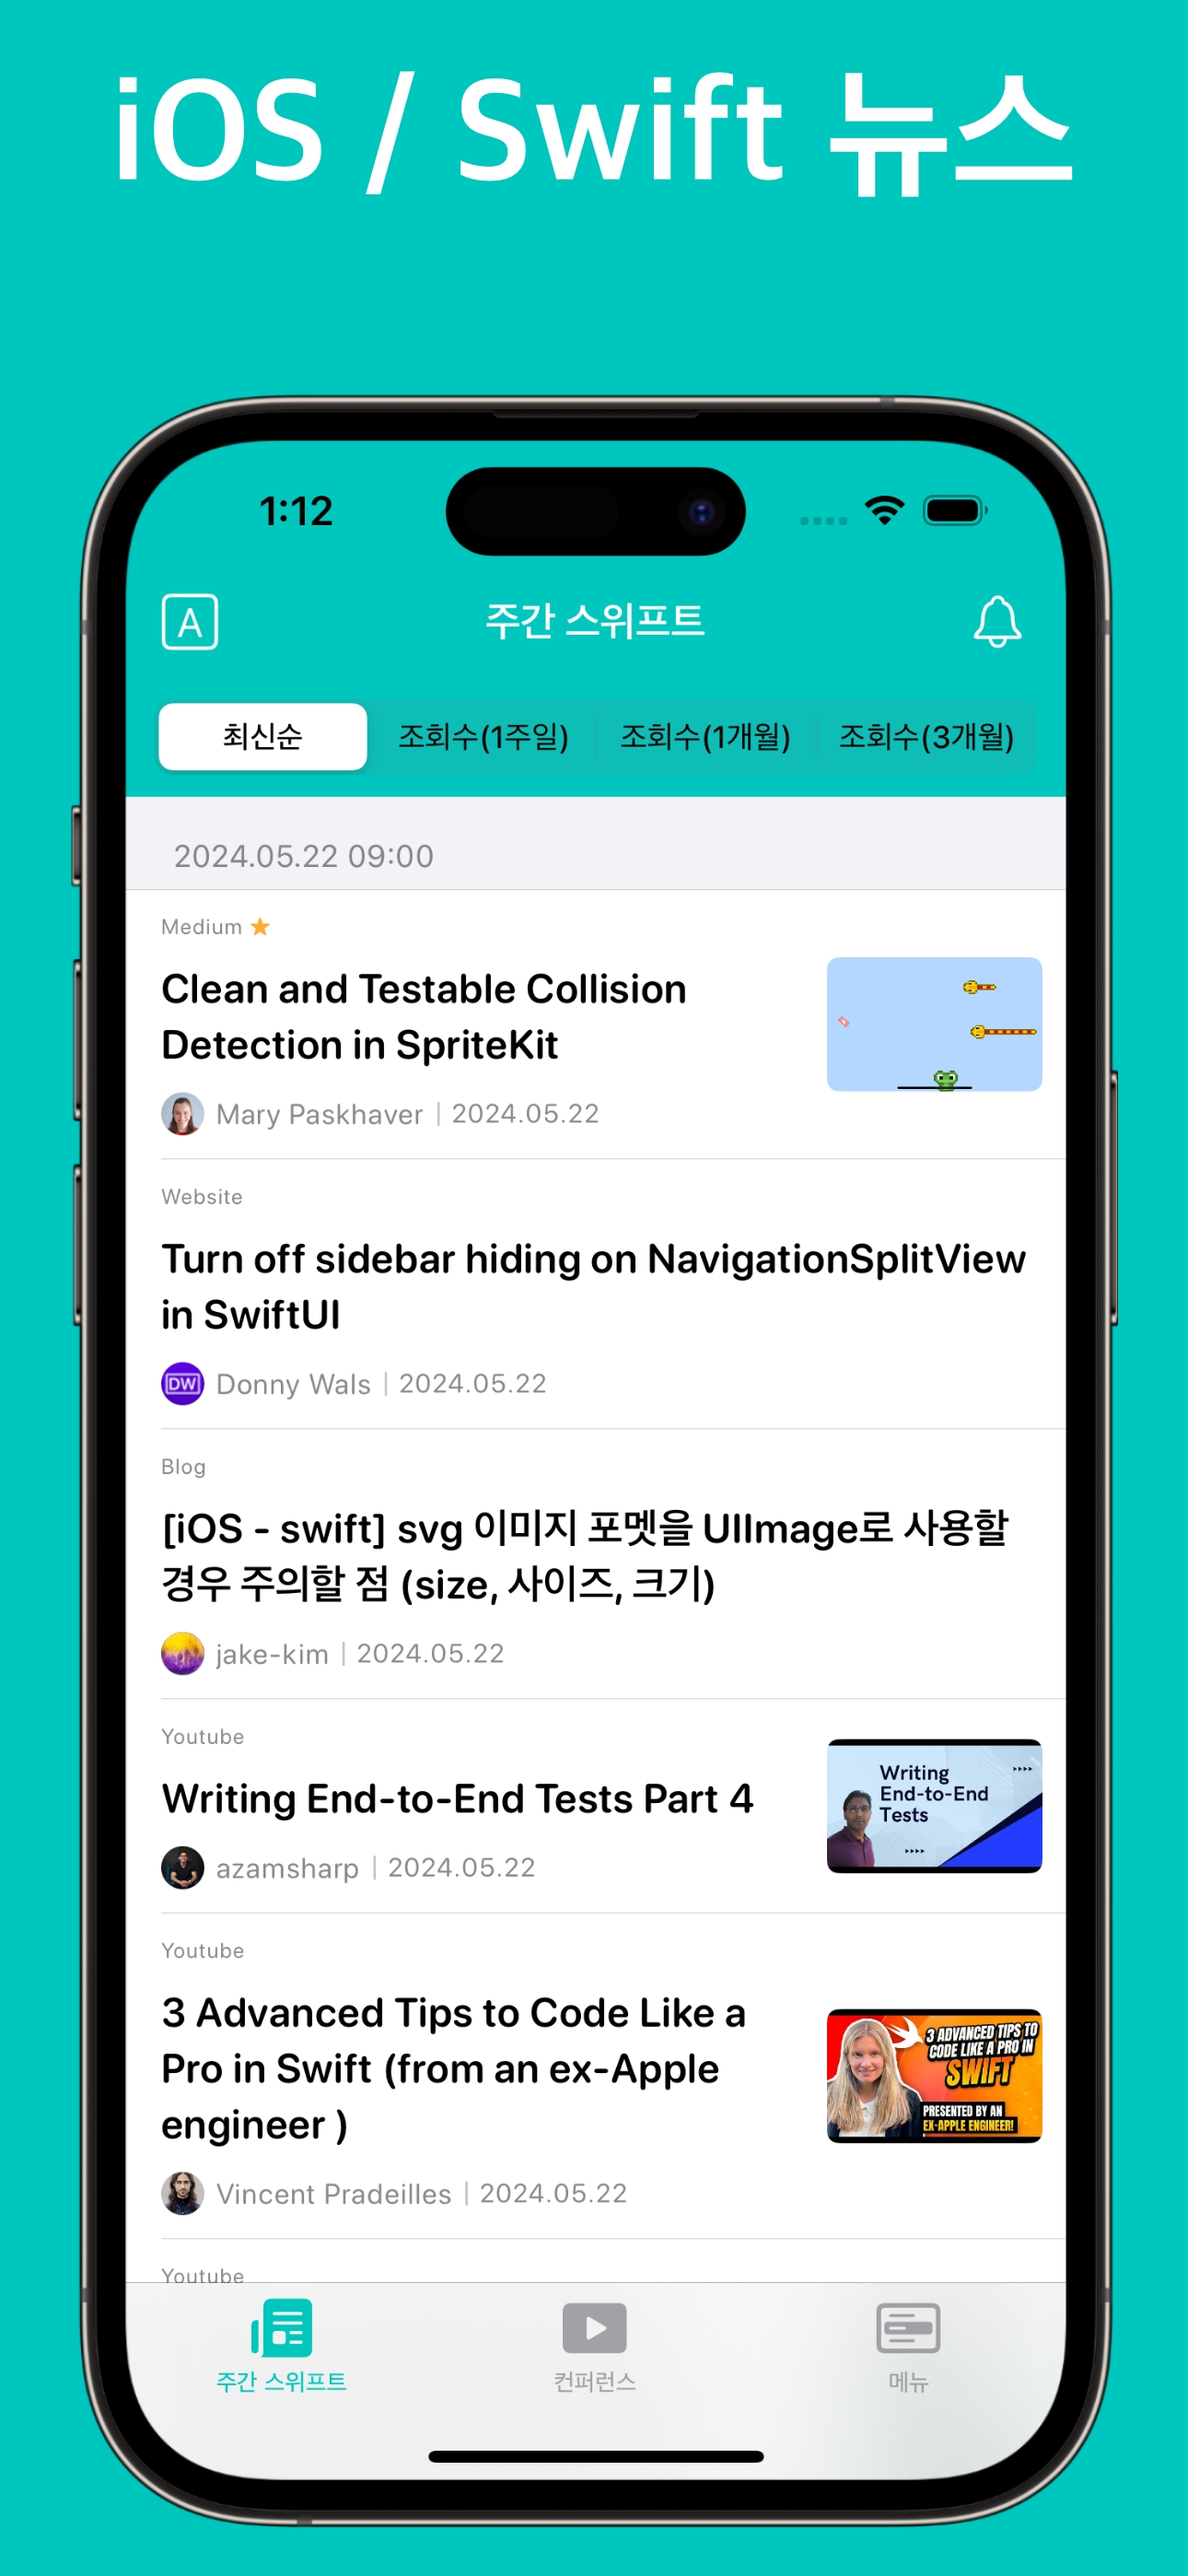 iOS / Swift 뉴스
1:12
A
주간 스위프트
최신순
조회수(1주일)
조회수(1개월)
조회수(3개월)
2024.05.22 09:00
Medium
Clean and Testable Collision
Detection in SpriteKit
Mary Paskhaver | 2024.05.22
Website
Turn off sidebar hiding on NavigationSplitView
in SwiftUI
DW
Donny Wals | 2024.05.22
Blog
[iOS - swift] svg 이미지 포멧을 UIImage로 사용할
경우 주의할 점 (size, 사이즈, 크기)
jake-kim | 2024.05.22
Youtube
Writing End-to-End Tests Part 4
azamsharp | 2024.05.22
Writing
End-to-End
Tests
Youtube
3 Advanced Tips to Code Like a
Pro in Swift (from an ex-Apple
engineer )
Vincent Pradeilles | 2024.05.22
3 ADVANCED TIPS TO
CODE LIKE A PRO IN
SWIFT
PRESENTED BY AN
EX-APPLE ENGINEER!
Youtube
주간 스위프트
컨퍼런스
메뉴